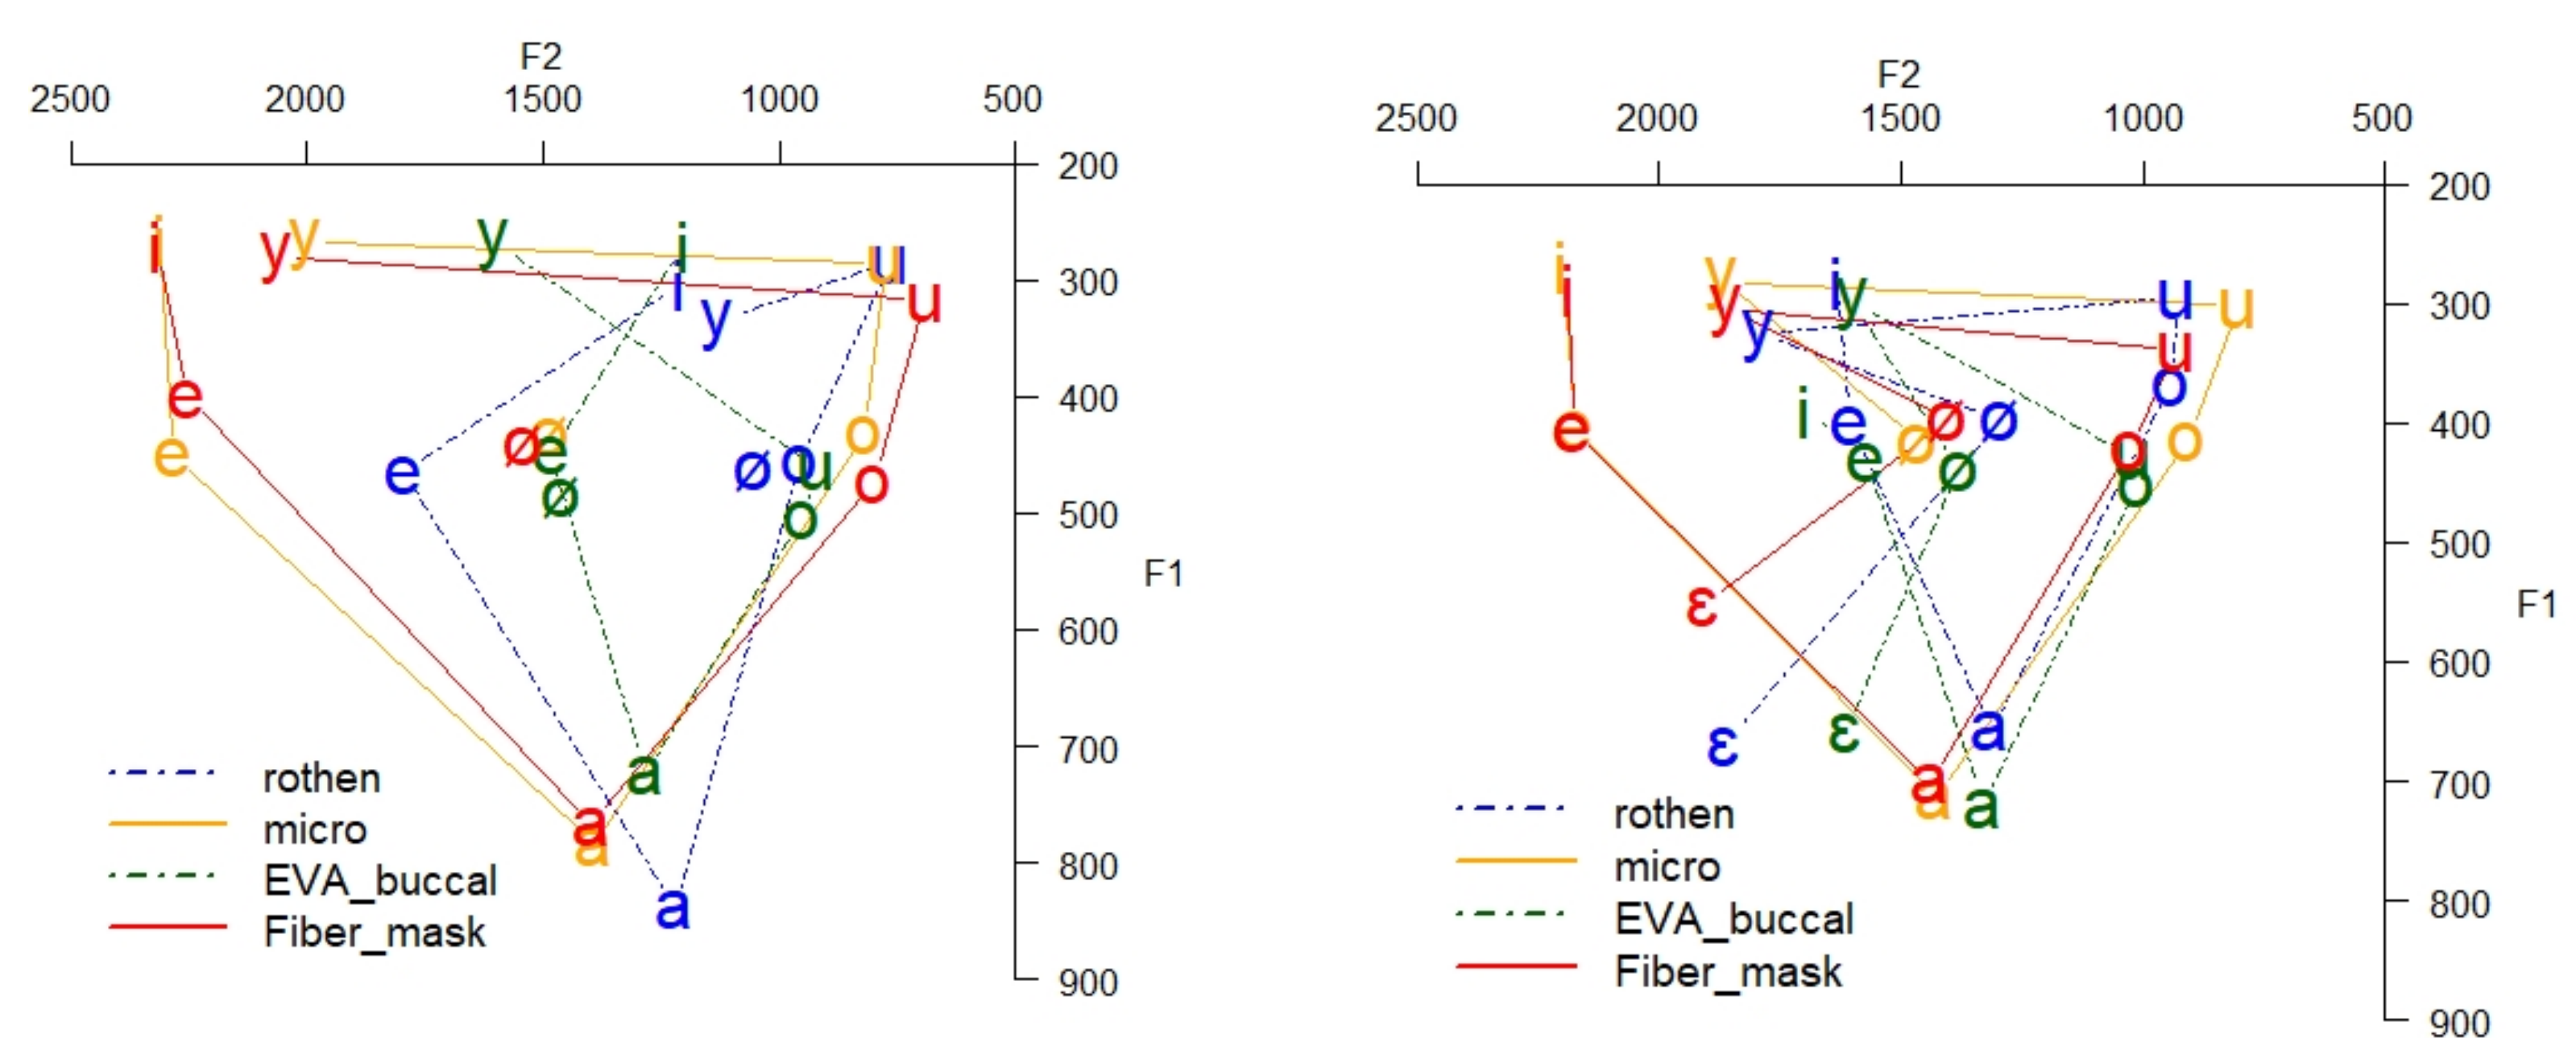 F2
2500 2000 1500 1000 500
200
i y y y i u u
300
i y u
400
e ø ø e o
e e ø ø o u o
500
ø o
F1
600
700
a
rothen
a
micro
a
800
EVA_buccal
a
Fiber_mask
900
F2
2500 2000 1500 1000 500
200
i y i y u u
300
i y y u
o
400
i e ø ø o
e e ø ø o u
o
500
ε
F1
600
ε ε a
700
a a a
rothen
800
micro
EVA_buccal
Fiber_mask
900